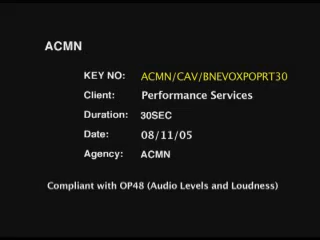 ACMN
KEY NO: ACMN/CAV/BNEVOXPOPRT30
Client: Performance Services
Duration: 30SEC
Date: 08/11/05
Agency: ACMN
Compliant with OP48 (Audio Levels and Loudness)